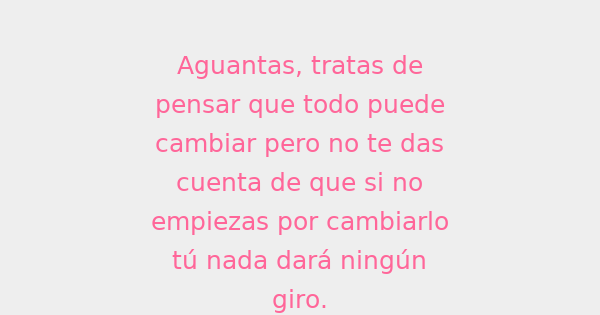 Aguantas, tratas de
pensar que todo puede
cambiar pero no te das
cuenta de que si no
empiezas por cambiarlo
tú nada dará ningún
giro.